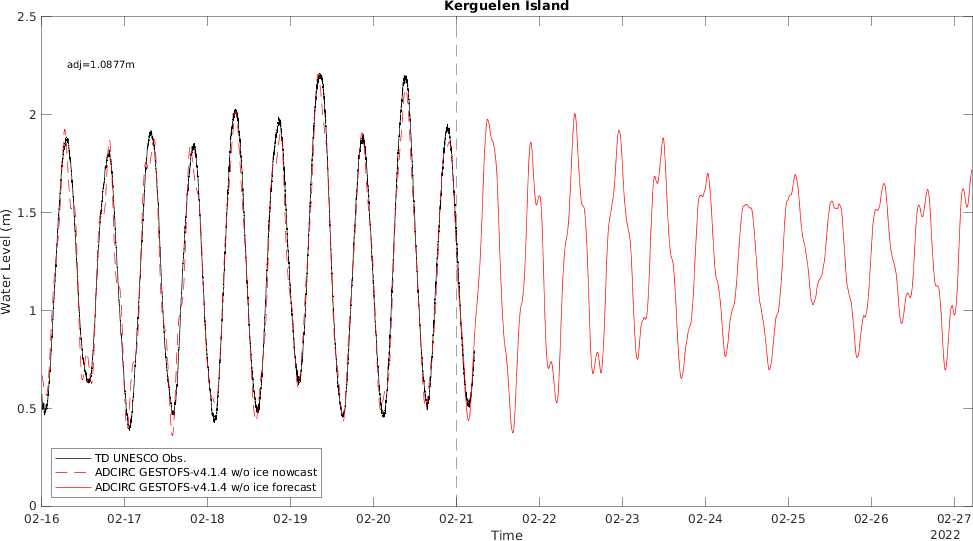 Kerguelen Island
2.5
2
1.5
1
0.5
0
Water Level (m)
adj=1.0877m
TD UNESCO Obs.
ADCIRC GESTOFS-v4.1.4 w/o ice nowcast
ADCIRC GESTOFS-v4.1.4 w/o ice forecast
02-16 02-17 02-18 02-19 02-20 02-21 02-22 02-23 02-24 02-25 02-26 02-27
Time
2022